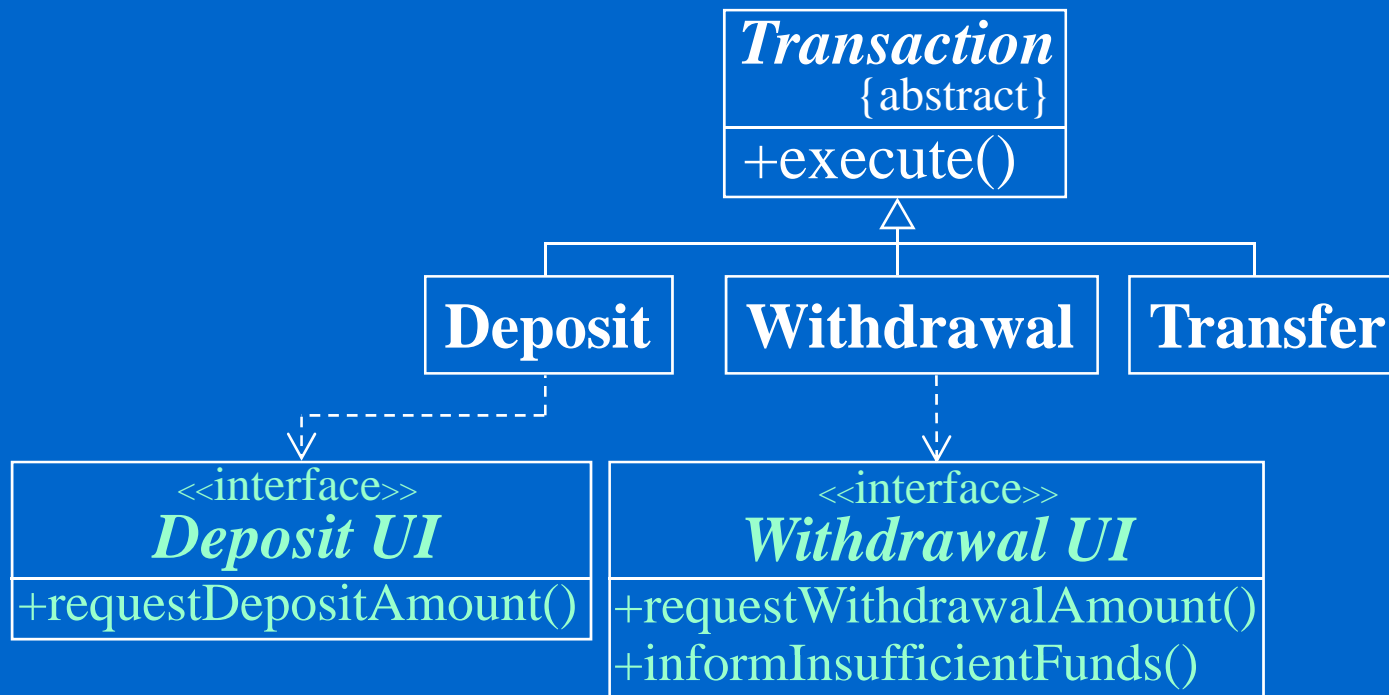 Transaction
{abstract}
+execute()
Deposit
Withdrawal
Transfer
<<interface>>
Deposit UI
+requestDepositAmount()
<<interface>>
Withdrawal UI
+requestWithdrawalAmount()
+informInsufficientFunds()